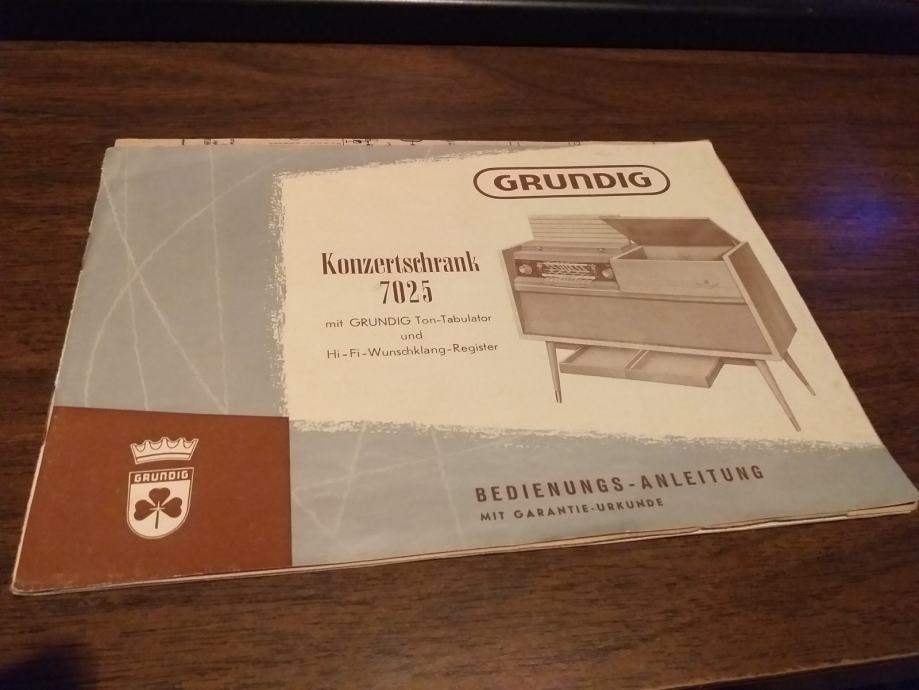 GRUNDIG
Konzertschrank
7025
mit GRUNDIG Ton-Tabulator
und
Hi-Fi-Wunschklang-Register
GRUNDIG
BEDIENUNGS-ANLEITUNG
MIT GARANTIE-URKUNDE